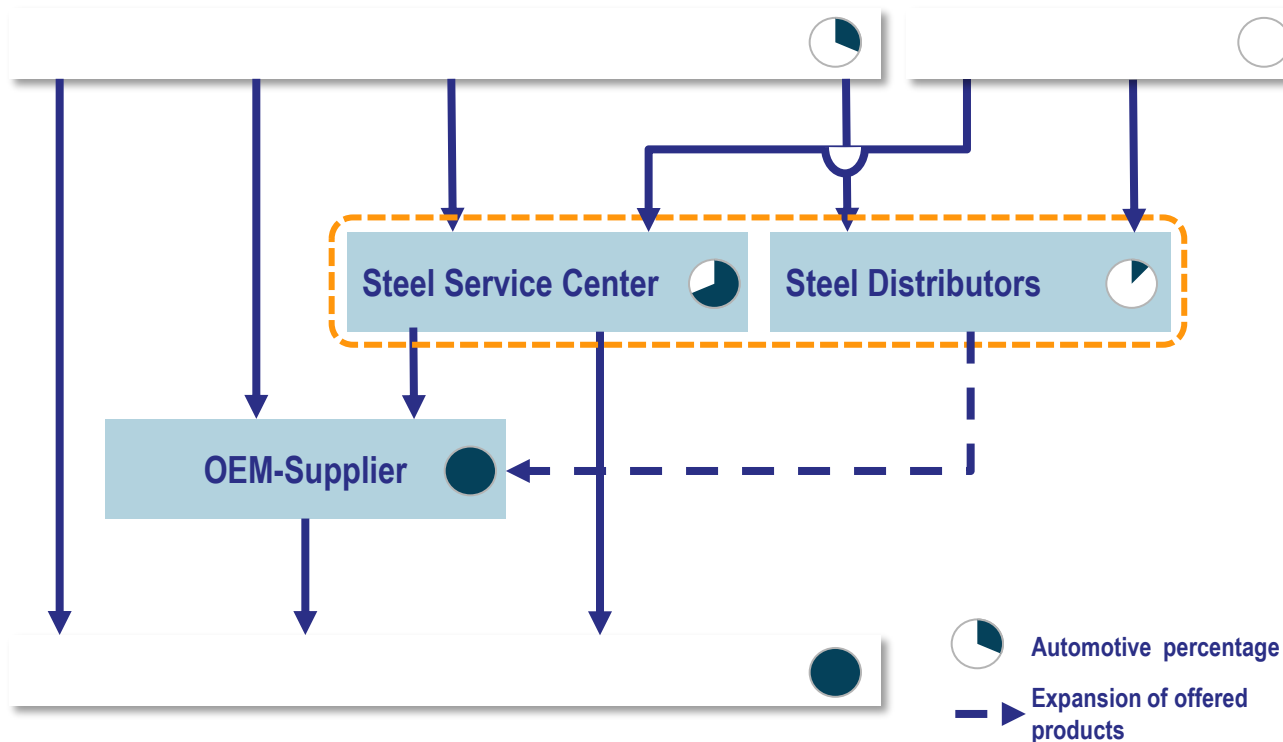 Steel Service Center
Steel Distributors
OEM-Supplier
Automotive percentage
Expansion of offered
products